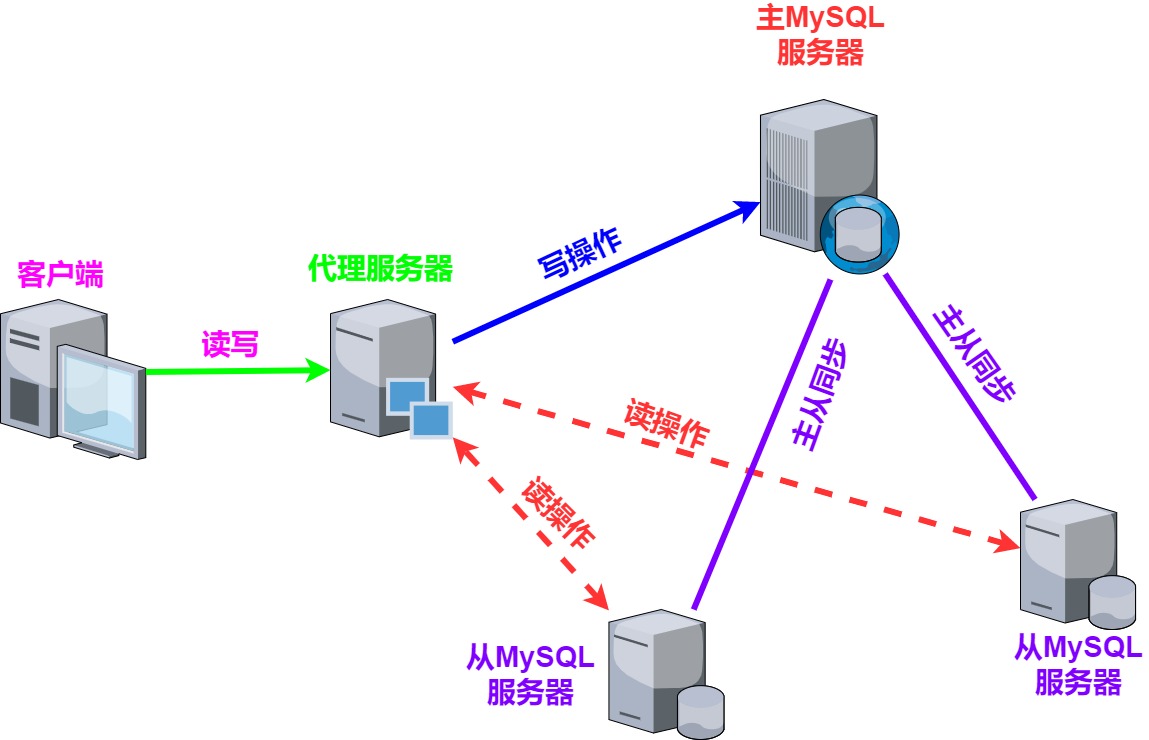 主MySQL
服务器
写操作
客户端
代理服务器
读写
主从同步
主从同步
读操作
读操作
从MySQL
服务器
从MySQL
服务器